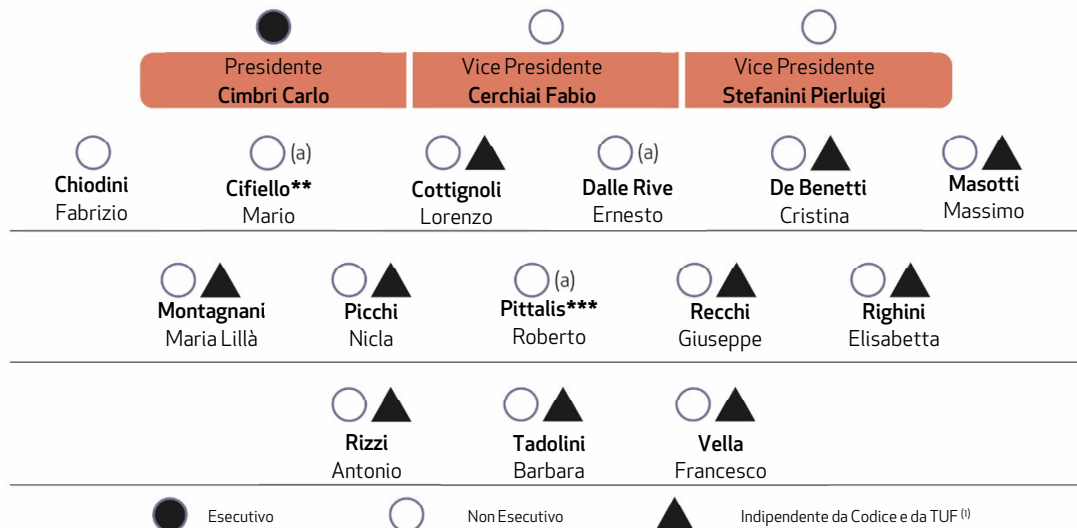 Presidente Vice Presidente Vice Presidente
Cimbri Carlo Cerchiai Fabio Stefanini Pierluigi
(a) (a)
Chiodini Cifiello** Cottignoli Dalle Rive De Benetti Masotti
Fabrizio Mario Lorenzo Ernesto Cristina Massimo
(a)
Montagnani Picchi Pittalis*** Recchi Righini
Maria Lillà Nicla Roberto Giuseppe Elisabetta
Rizzi Tadolini Vella
Antonio Barbara Francesco
Esecutivo Non Esecutivo Indipendente da Codice e da TUF (1)